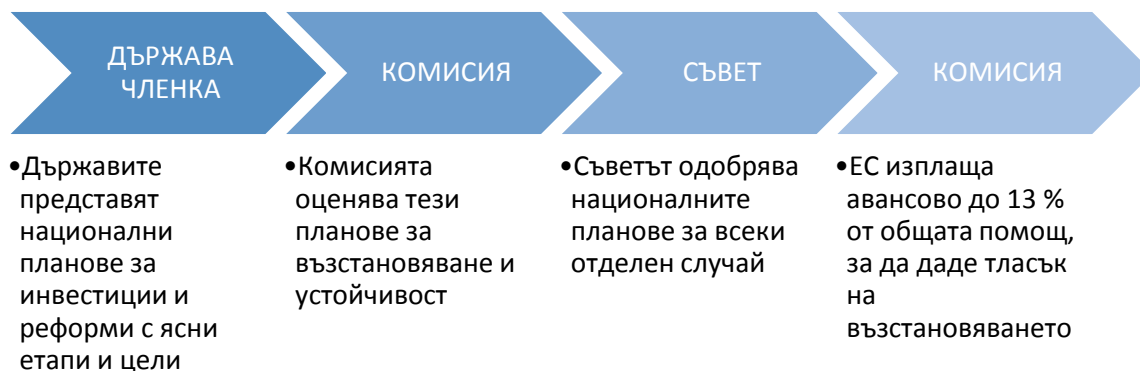 ДЪРЖАВА
ЧЛЕНКА
•Държавите
представят
национални
планове за
инвестиции и
реформи с ясни
етапи и цели
КОМИСИЯ
•Комисията
оценява тези
планове за
възстановяване и
устойчивост
СЪВЕТ
•Съветът одобрява
националните
планове за всеки
отделен случай
КОМИСИЯ
•ЕС изплаща
авансово до 13 %
от общата помощ,
за да даде тласък
на
възстановяването